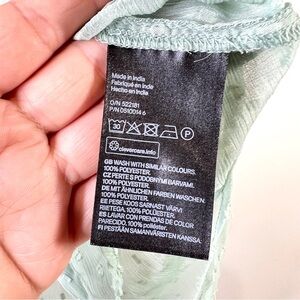 Made in India
Fabriqué en Inde
Hecho en India
O/N 522181
P/N DS10014 6
30
P
clevercare.info
GB WASH WITH SIMILAR COLOURS.
100% POLYESTER.
CZ PERTE S PODOBNÝMI BARVAMI.
100% POLYESTER.
DE MIT ÄHNLICHEN FARBEN WASCHEN.
100% POLYESTER.
EE PESE KOOS SARNAST VÄRVI
RIIETEGA. 100% POLÜESTER.
ES LAVAR CON PRENDAS DE COLOR
PARECIDO. 100% poliéster.
FI PESTÄÄN SAMANVÄRISTEN KANSSA.